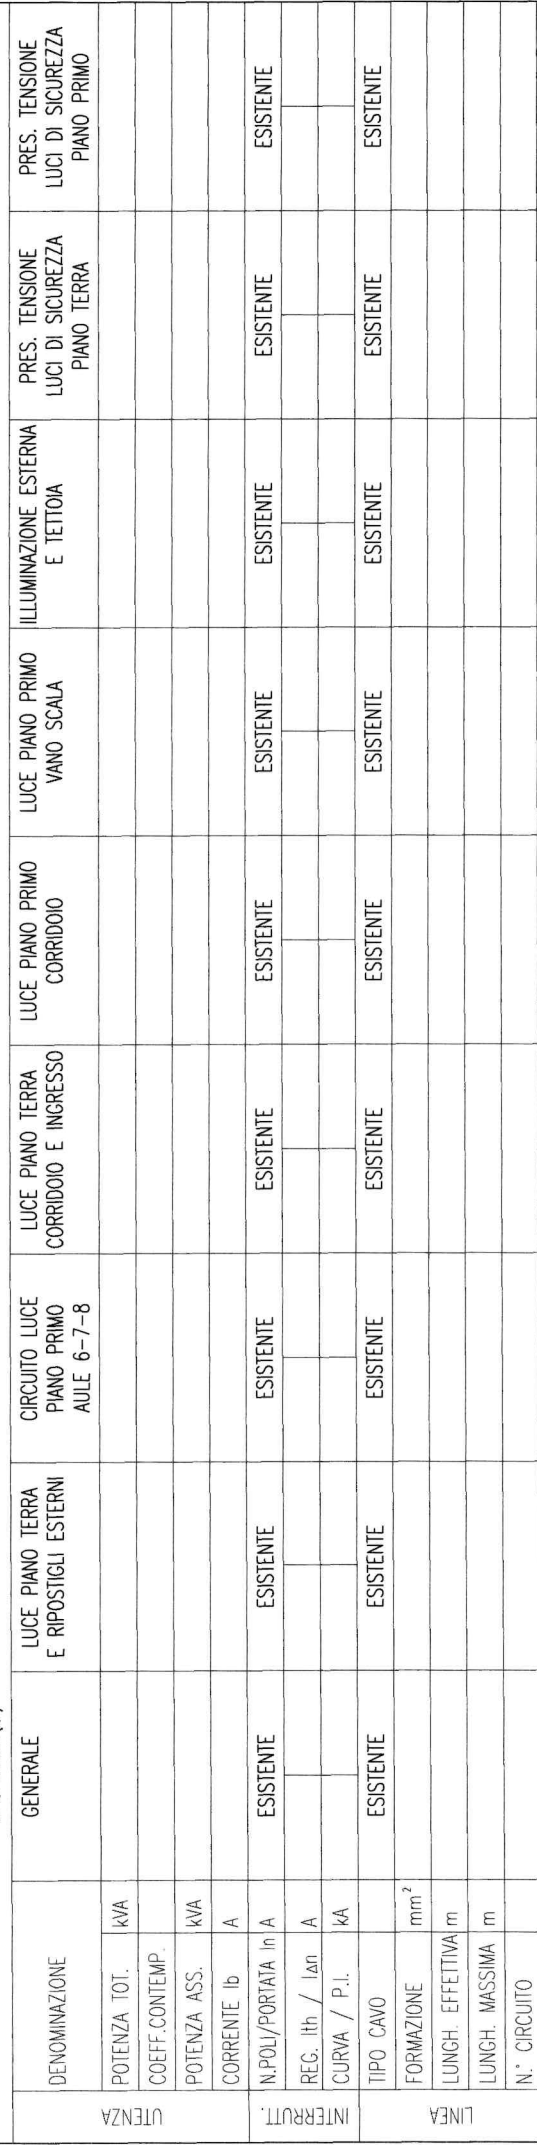 UTENZA
DENOMINAZIONE
GENERALE
LUCE PIANO TERRA
E RIPOSTIGLI ESTERNI
CIRCUITO LUCE
PIANO PRIMO
AULE 6-7-8
LUCE PIANO TERRA
CORRIDOIO E INGRESSO
LUCE PIANO PRIMO
CORRIDOIO
LUCE PIANO PRIMO
VANO SCALA
ILLUMINAZIONE ESTERNA
E TETTOIA
PRES. TENSIONE
LUCI DI SICUREZZA
PIANO TERRA
PRES. TENSIONE
LUCI DI SICUREZZA
PIANO PRIMO
POTENZA TOT. kVA
COEFF.CONTEMP.
POTENZA ASS. kVA
CORRENTE Ib A
INTERRUTT.
N.POLI/PORTATA In A ESISTENTE ESISTENTE ESISTENTE ESISTENTE ESISTENTE ESISTENTE ESISTENTE ESISTENTE ESISTENTE
REG. Ith / IΔn A
CURVA / P.I. kA
LINEA
TIPO CAVO ESISTENTE ESISTENTE ESISTENTE ESISTENTE ESISTENTE ESISTENTE ESISTENTE ESISTENTE ESISTENTE
FORMAZIONE mm²
LUNGH. EFFETTIVA m
LUNGH. MASSIMA m
N.° CIRCUITO